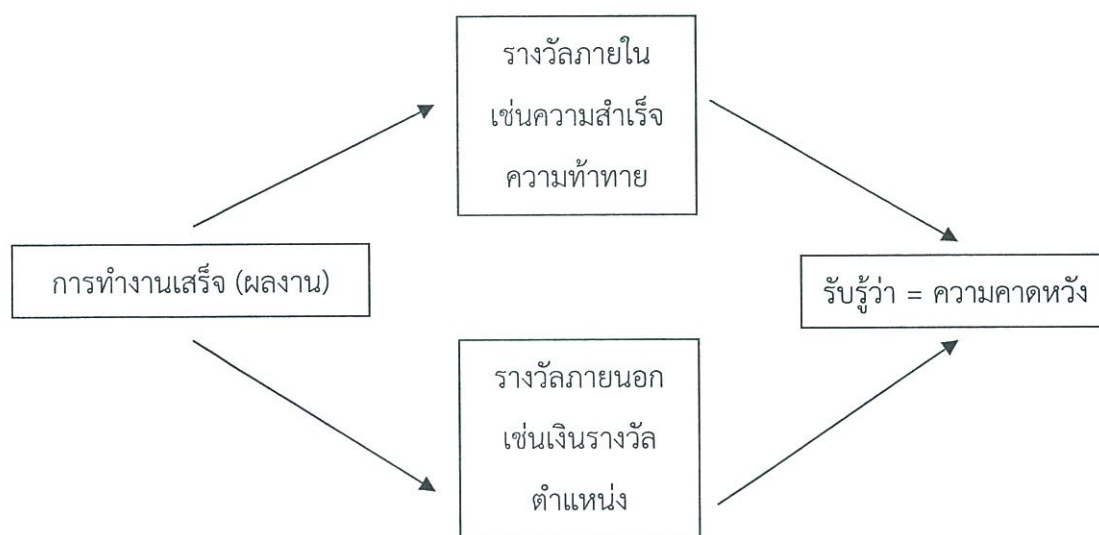 รางวัลภายใน
เช่นความสำเร็จ
ความท้าทาย
การทำงานเสร็จ (ผลงาน)
รับรู้ว่า = ความคาดหวัง
รางวัลภายนอก
เช่นเงินรางวัล
ตำแหน่ง